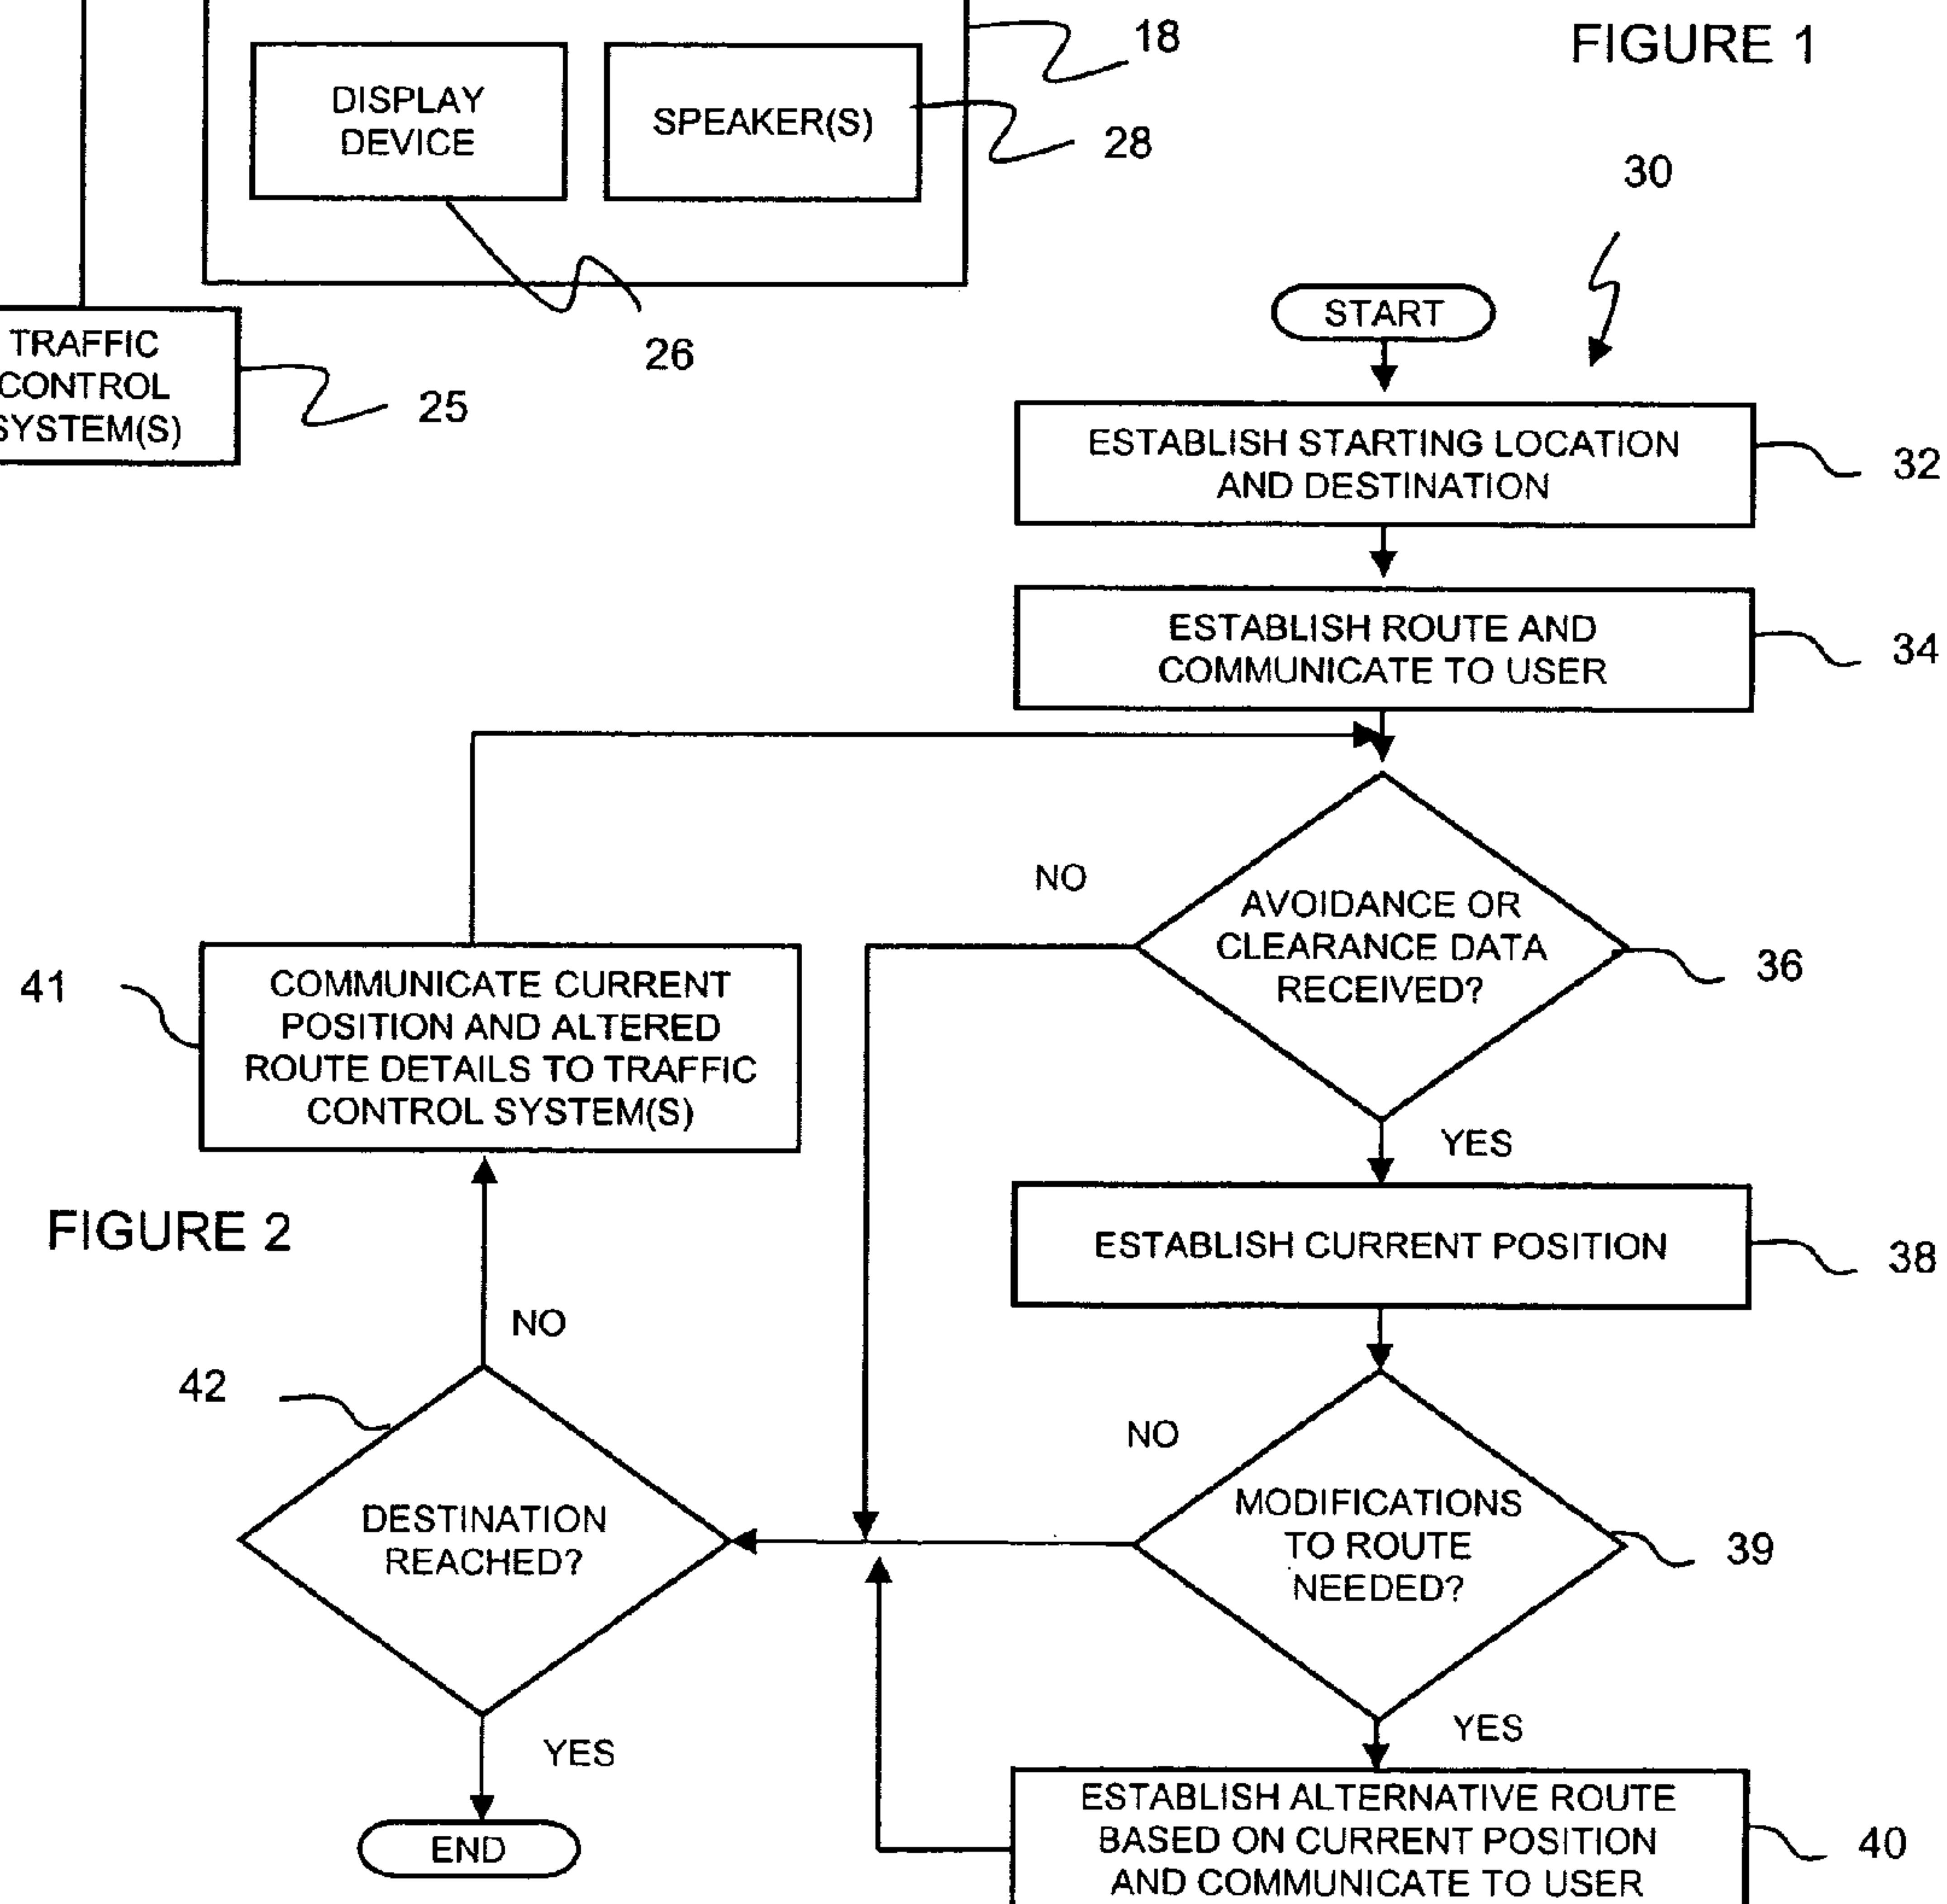 18
FIGURE 1
DISPLAY
DEVICE
SPEAKER(S)
28
30
26
TRAFFIC
CONTROL
SYSTEM(S)
25
START
ESTABLISH STARTING LOCATION
AND DESTINATION
32
ESTABLISH ROUTE AND
COMMUNICATE TO USER
34
NO
AVOIDANCE OR
CLEARANCE DATA
RECEIVED?
36
YES
41
COMMUNICATE CURRENT
POSITION AND ALTERED
ROUTE DETAILS TO TRAFFIC
CONTROL SYSTEM(S)
FIGURE 2
ESTABLISH CURRENT POSITION
38
NO
42
DESTINATION
REACHED?
NO
MODIFICATIONS
TO ROUTE
NEEDED?
39
YES
YES
END
ESTABLISH ALTERNATIVE ROUTE
BASED ON CURRENT POSITION
AND COMMUNICATE TO USER
40